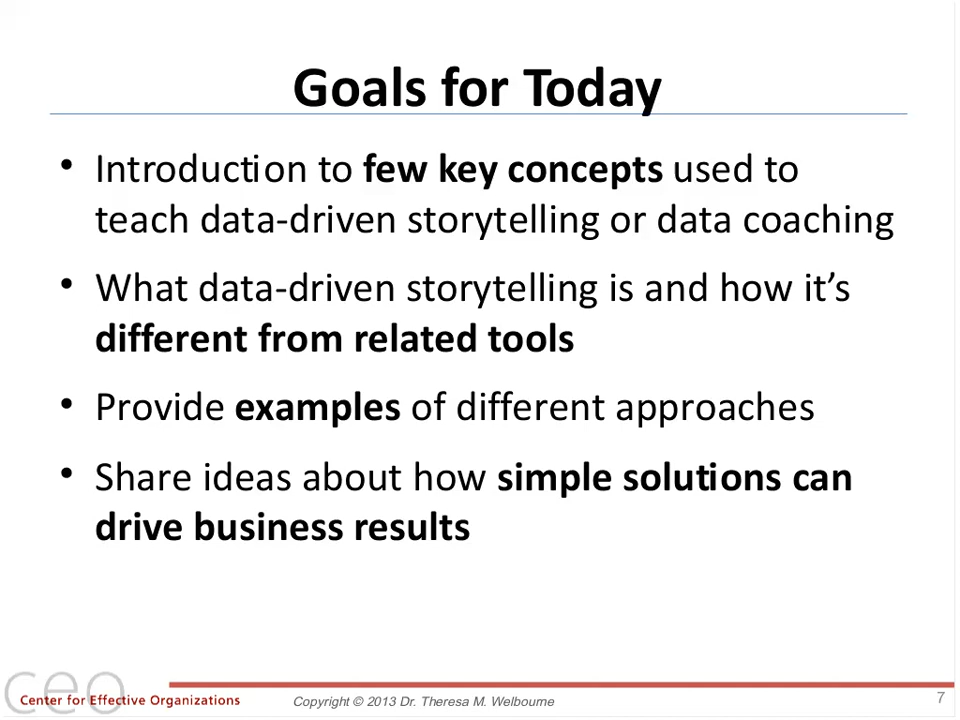 Goals for Today
• Introduction to few key concepts used to
teach data-driven storytelling or data coaching
• What data-driven storytelling is and how it’s
different from related tools
• Provide examples of different approaches
• Share ideas about how simple solutions can
drive business results
ceo
Center for Effective Organizations
Copyright © 2013 Dr. Theresa M. Welbourne
7